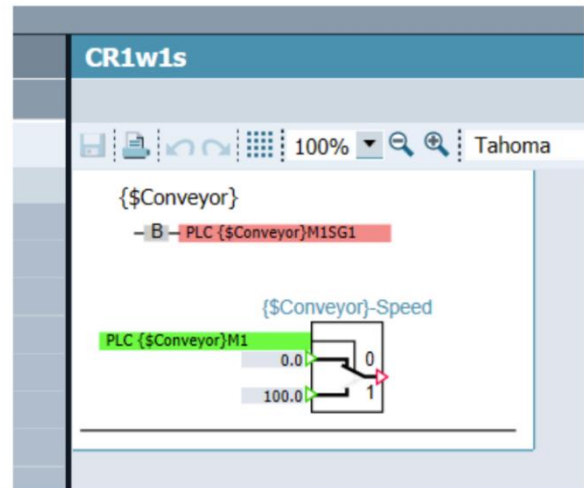 CR1w1s
100% Tahoma
{$Conveyor}
B PLC {$Conveyor}M1SG1
{$Conveyor}-Speed
PLC {$Conveyor}M1
0.0 0
100.0 1